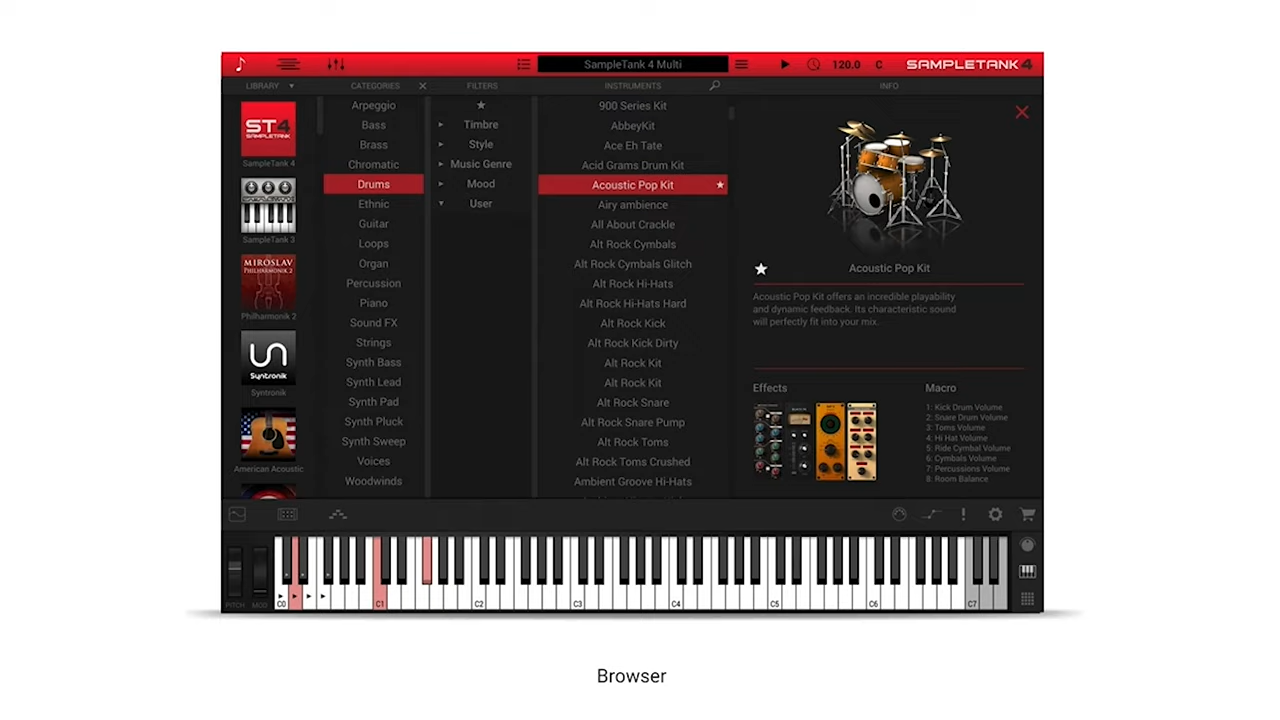 SampleTank 4 Multi
120.0
C
SAMPLETANK 4
LIBRARY
CATEGORIES
FILTERS
INSTRUMENTS
INFO
ST4
SAMPLETANK
SampleTank 4
SampleTank 3
MIROSLAV
PHILHARMONIK 2
Philharmonik 2
Syntronik
Syntronik
American Acoustic
Arpeggio
Bass
Brass
Chromatic
Drums
Ethnic
Guitar
Loops
Organ
Percussion
Piano
Sound FX
Strings
Synth Bass
Synth Lead
Synth Pad
Synth Pluck
Synth Sweep
Voices
Woodwinds
Timbre
Style
Music Genre
Mood
User
900 Series Kit
AbbeyKit
Ace Eh Tate
Acid Grams Drum Kit
Acoustic Pop Kit
Airy ambience
All About Crackle
Alt Rock Cymbals
Alt Rock Cymbals Glitch
Alt Rock Hi-Hats
Alt Rock Hi-Hats Hard
Alt Rock Kick
Alt Rock Kick Dirty
Alt Rock Kit
Alt Rock Kit
Alt Rock Snare
Alt Rock Snare Pump
Alt Rock Toms
Alt Rock Toms Crushed
Ambient Groove Hi-Hats
Acoustic Pop Kit
Acoustic Pop Kit offers an incredible playability
and dynamic feedback. Its characteristic sound
will perfectly fit into your mix.
Effects
Macro
1: Kick Drum Volume
2: Snare Drum Volume
3: Toms Volume
4: Hi Hat Volume
5: Ride Cymbal Volume
6: Cymbals Volume
7: Percussions Volume
8: Room Balance
PITCH
MOD
C0
C1
C2
C3
C4
C5
C6
C7
Browser